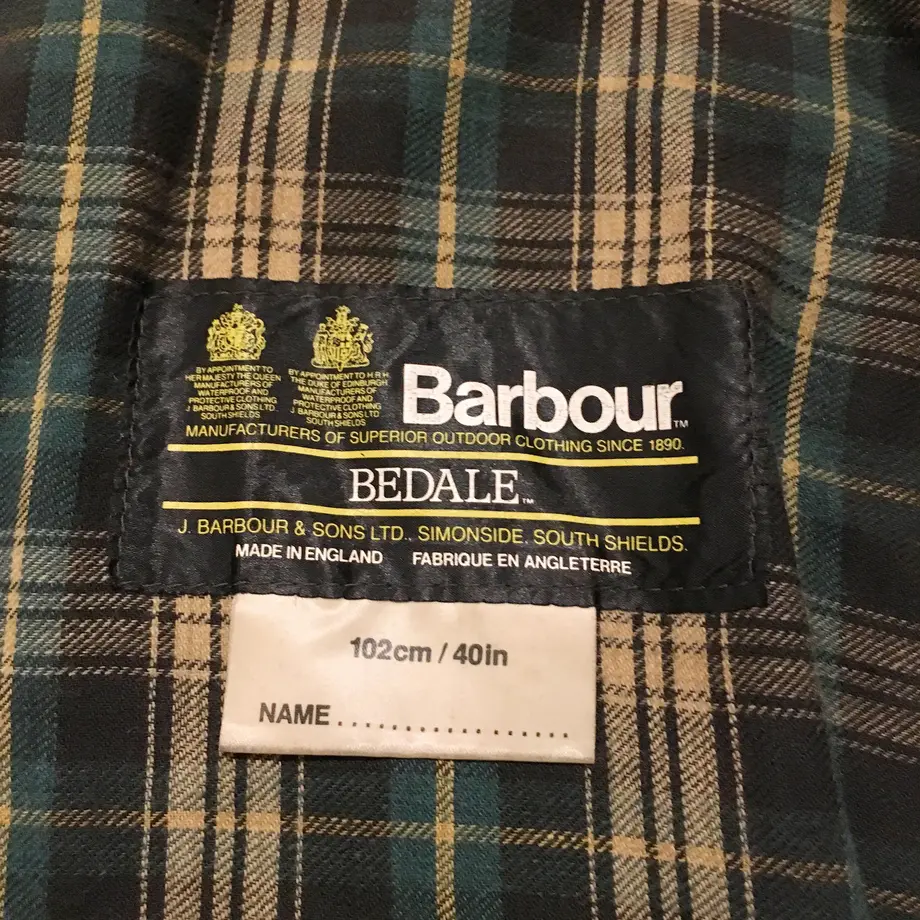 BY APPOINTMENT TO
HER MAJESTY THE QUEEN
MANUFACTURERS OF
WATERPROOF AND
PROTECTIVE CLOTHING
J BARBOUR & SONS LTD.
SOUTH SHIELDS
BY APPOINTMENT TO H.R.H.
THE DUKE OF EDINBURGH
MANUFACTURERS OF
WATERPROOF AND
PROTECTIVE CLOTHING
J BARBOUR & SONS LTD
SOUTH SHIELDS
Barbour™
MANUFACTURERS OF SUPERIOR OUTDOOR CLOTHING SINCE 1890.
BEDALE™
J. BARBOUR & SONS LTD., SIMONSIDE, SOUTH SHIELDS.
MADE IN ENGLAND FABRIQUE EN ANGLETERRE
102cm / 40in
NAME....................